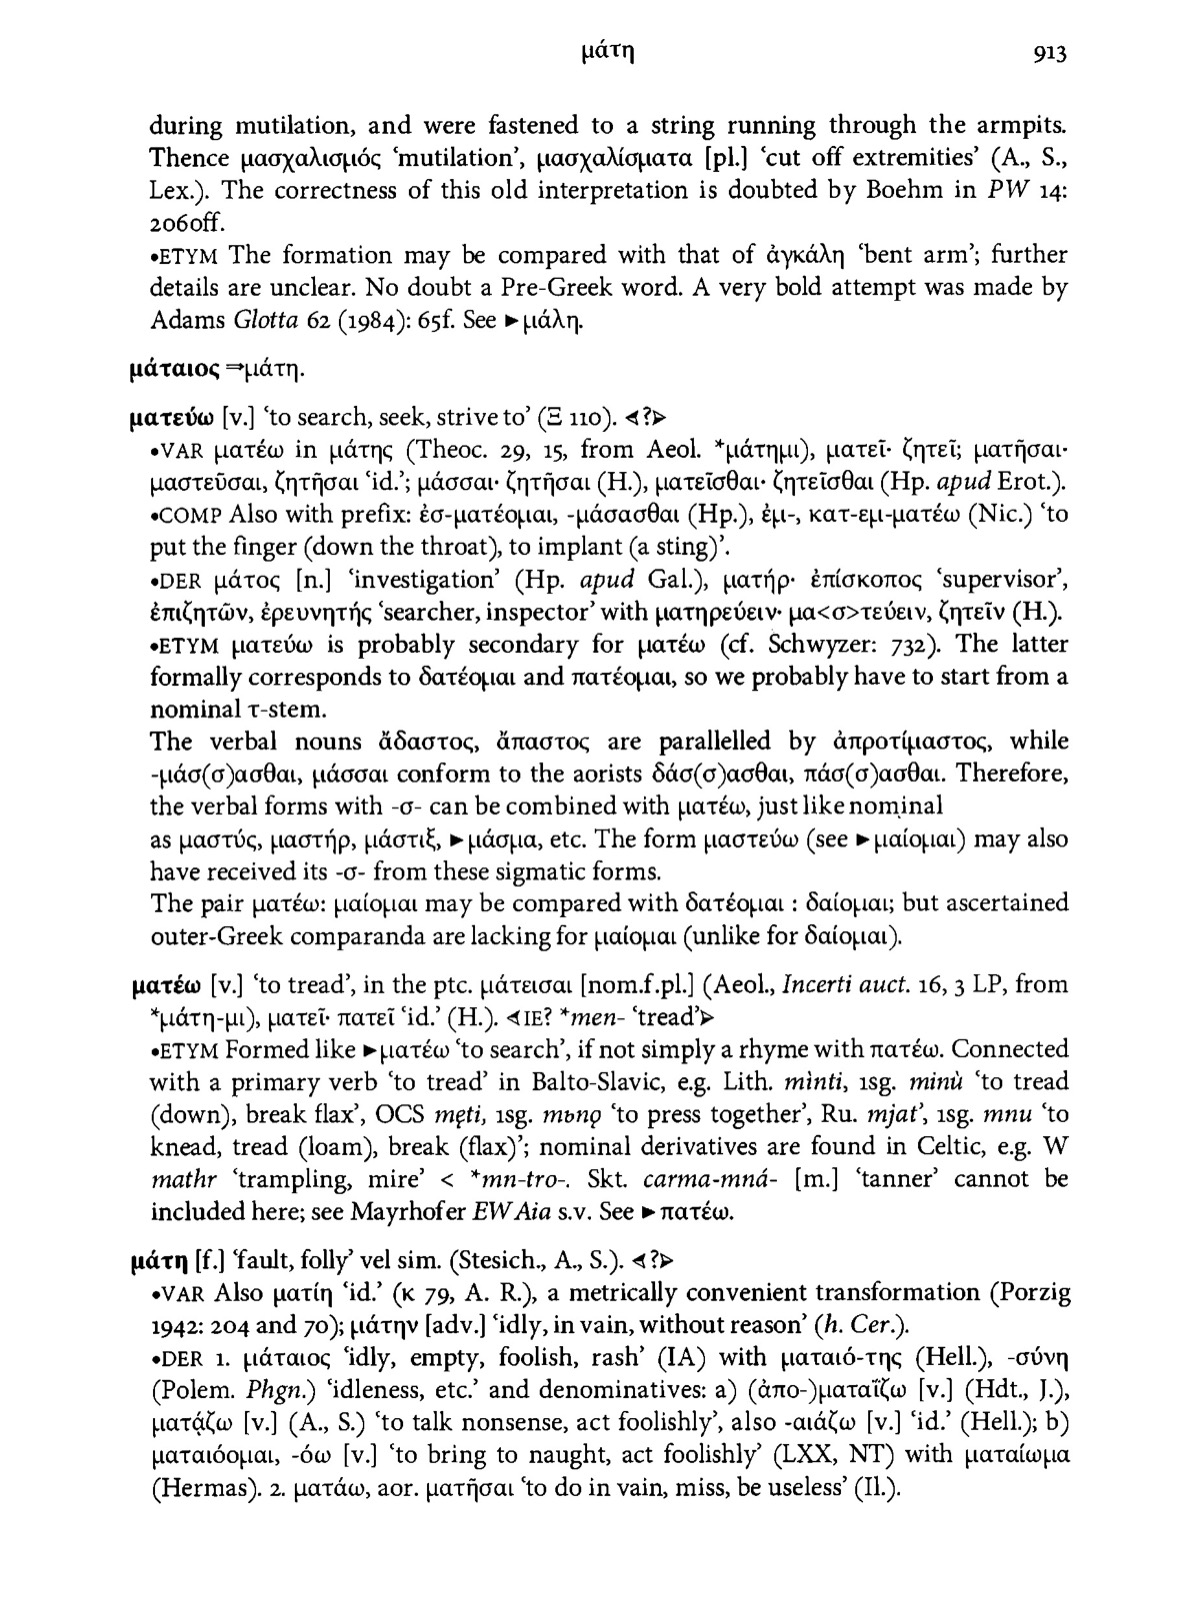 μάτη 913
during mutilation, and were fastened to a string running through the armpits.
Thence μασχαλισμός ‘mutilation’, μασχαλίσματα [pl.] ‘cut off extremities’ (A., S.,
Lex.). The correctness of this old interpretation is doubted by Boehm in PW 14:
2060ff.
•ETYM The formation may be compared with that of ἀγκάλη ‘bent arm’; further
details are unclear. No doubt a Pre-Greek word. A very bold attempt was made by
Adams Glotta 62 (1984): 65f. See ►μάλη.
μάταιος ⇒μάτη.
ματεύω [v.] ‘to search, seek, strive to’ (Ξ 110). ⋖?⋗
•VAR ματέω in μάτης (Theoc. 29, 15, from Aeol. *μάτημι), ματεῖ· ζητεῖ; ματῆσαι·
μαστεῦσαι, ζητῆσαι ‘id.’; μάσσαι· ζητῆσαι (H.), ματεῖσθαι· ζητεῖσθαι (Hp. apud Erot.).
•COMP Also with prefix: ἐσ-ματέομαι, -μάσασθαι (Hp.), ἐμι-, κατ-εμι-ματέω (Nic.) ‘to
put the finger (down the throat), to implant (a sting)’.
•DER μάτος [n.] ‘investigation’ (Hp. apud Gal.), ματήρ· ἐπίσκοπος ‘supervisor’,
ἐπιζητῶν, ἐρευνητής ‘searcher, inspector’ with ματηρεύειν· μα<σ>τεύειν, ζητεῖν (H.).
•ETYM ματεύω is probably secondary for ματέω (cf. Schwyzer: 732). The latter
formally corresponds to δατέομαι and πατέομαι, so we probably have to start from a
nominal τ-stem.
The verbal nouns ἄδαστος, ἄπαστος are parallelled by ἀπροτίμαστος, while
-μάσ(σ)ασθαι, μάσσαι conform to the aorists δάσ(σ)ασθαι, πάσ(σ)ασθαι. Therefore,
the verbal forms with -σ- can be combined with ματέω, just like nominal
as μαστύς, μαστήρ, μάστιξ, ►μάσμα, etc. The form μαστεύω (see ►μαίομαι) may also
have received its -σ- from these sigmatic forms.
The pair ματέω: μαίομαι may be compared with δατέομαι : δαίομαι; but ascertained
outer-Greek comparanda are lacking for μαίομαι (unlike for δαίομαι).
ματέω [v.] ‘to tread’, in the ptc. μάτεισαι [nom.f.pl.] (Aeol., Incerti auct. 16, 3 LP, from
*μάτη-μι), ματεῖ· πατεῖ ‘id.’ (H.). ⋖IE? *men- ‘tread’⋗
•ETYM Formed like ►ματέω ‘to search’, if not simply a rhyme with πατέω. Connected
with a primary verb ‘to tread’ in Balto-Slavic, e.g. Lith. mìnti, 1sg. minù ‘to tread
(down), break flax’, OCS męti, 1sg. mьnǫ ‘to press together’, Ru. mjat’, 1sg. mnu ‘to
knead, tread (loam), break (flax)’; nominal derivatives are found in Celtic, e.g. W
mathr ‘trampling, mire’ < *mn-tro-. Skt. carma-mná- [m.] ‘tanner’ cannot be
included here; see Mayrhofer EWAia s.v. See ►πατέω.
μάτη [f.] ‘fault, folly’ vel sim. (Stesich., A., S.). ⋖?⋗
•VAR Also ματίη ‘id.’ (κ 79, A. R.), a metrically convenient transformation (Porzig
1942: 204 and 70); μάτην [adv.] ‘idly, in vain, without reason’ (h. Cer.).
•DER 1. μάταιος ‘idly, empty, foolish, rash’ (IA) with ματαιό-της (Hell.), -σύνη
(Polem. Phgn.) ‘idleness, etc.’ and denominatives: a) (ἀπο-)ματαΐζω [v.] (Hdt., J.),
ματᾴζω [v.] (A., S.) ‘to talk nonsense, act foolishly’, also -αιάζω [v.] ‘id.’ (Hell.); b)
ματαιόομαι, -όω [v.] ‘to bring to naught, act foolishly’ (LXX, NT) with ματαίωμα
(Hermas). 2. ματάω, aor. ματῆσαι ‘to do in vain, miss, be useless’ (Il.).